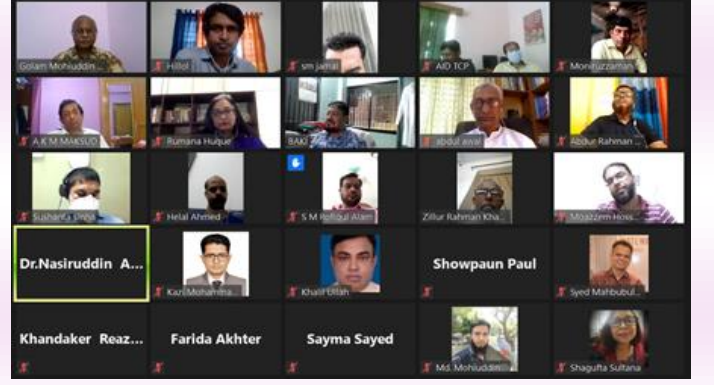 Golam Mohiuddin ...
Hillol
sm jamal
AID TCP
Moniruzzaman
A K M MAKSUD
Rumana Huque
BAKI
abdul awal
Abdur Rahman ...
Sushanta sinha
Helal Ahmed
S M Rofiqul Alam
Zillur Rahman Kha...
Moazzem Hoss...
Dr.Nasiruddin A...
Kazi Mohamma...
Khalil Ullah
Showpaun Paul
Syed Mahbubul...
Khandaker Reaz...
Farida Akhter
Sayma Sayed
Md. Mohiuddin...
Shagufta Sultana